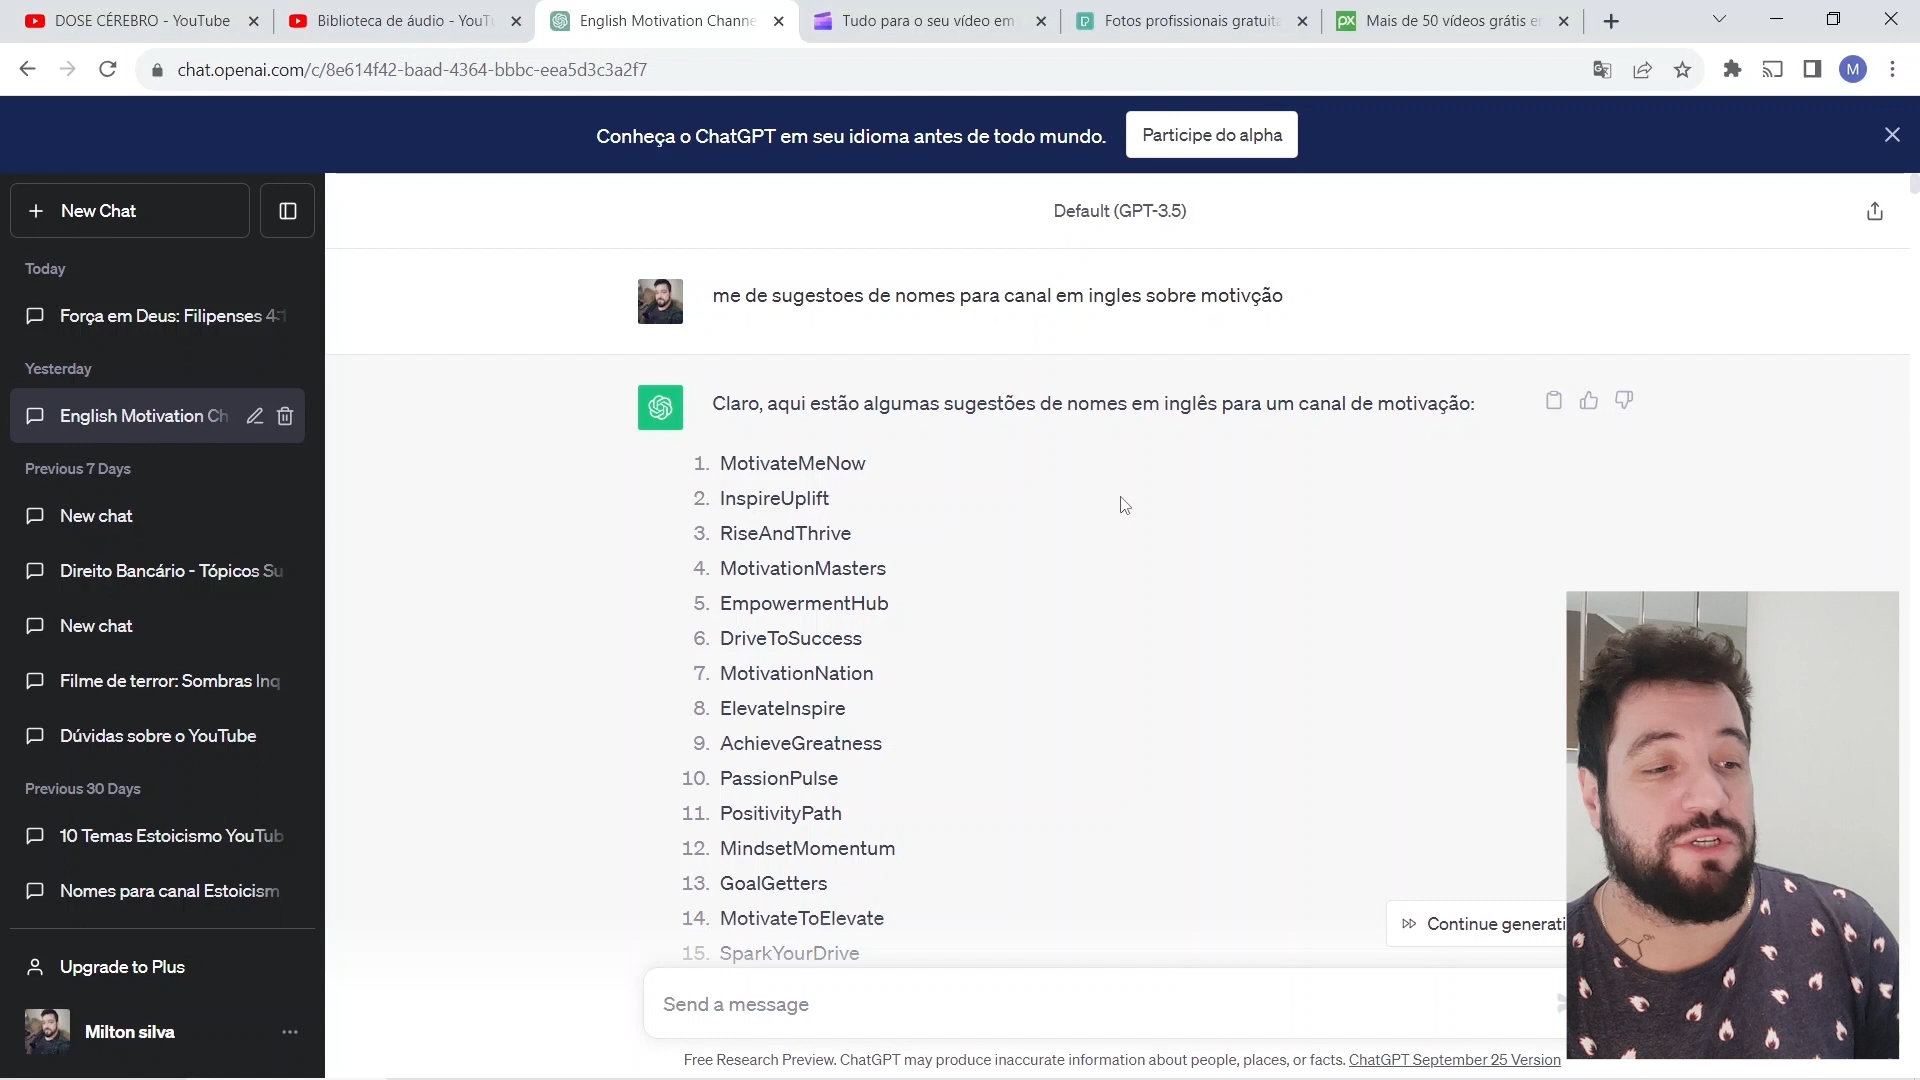 DOSE CÉREBRO - YouTube
Biblioteca de áudio - YouT
English Motivation Channe
Tudo para o seu vídeo em
Fotos profissionais gratuita
Mais de 50 vídeos grátis e
chat.openai.com/c/8e614f42-baad-4364-bbbc-eea5d3c3a2f7
M
Conheça o ChatGPT em seu idioma antes de todo mundo.
Participe do alpha
New Chat
Default (GPT-3.5)
Today
Força em Deus: Filipenses 4:1
Yesterday
English Motivation Ch
Previous 7 Days
New chat
Direito Bancário - Tópicos Su
New chat
Filme de terror: Sombras Inq
Dúvidas sobre o YouTube
Previous 30 Days
10 Temas Estoicismo YouTub
Nomes para canal Estoicism
Upgrade to Plus
Milton silva
me de sugestoes de nomes para canal em ingles sobre motivção
Claro, aqui estão algumas sugestões de nomes em inglês para um canal de motivação:
1. MotivateMeNow
2. InspireUplift
3. RiseAndThrive
4. MotivationMasters
5. EmpowermentHub
6. DriveToSuccess
7. MotivationNation
8. ElevateInspire
9. AchieveGreatness
10. PassionPulse
11. PositivityPath
12. MindsetMomentum
13. GoalGetters
14. MotivateToElevate
15. SparkYourDrive
Continue generati
Send a message
Free Research Preview. ChatGPT may produce inaccurate information about people, places, or facts. ChatGPT September 25 Version